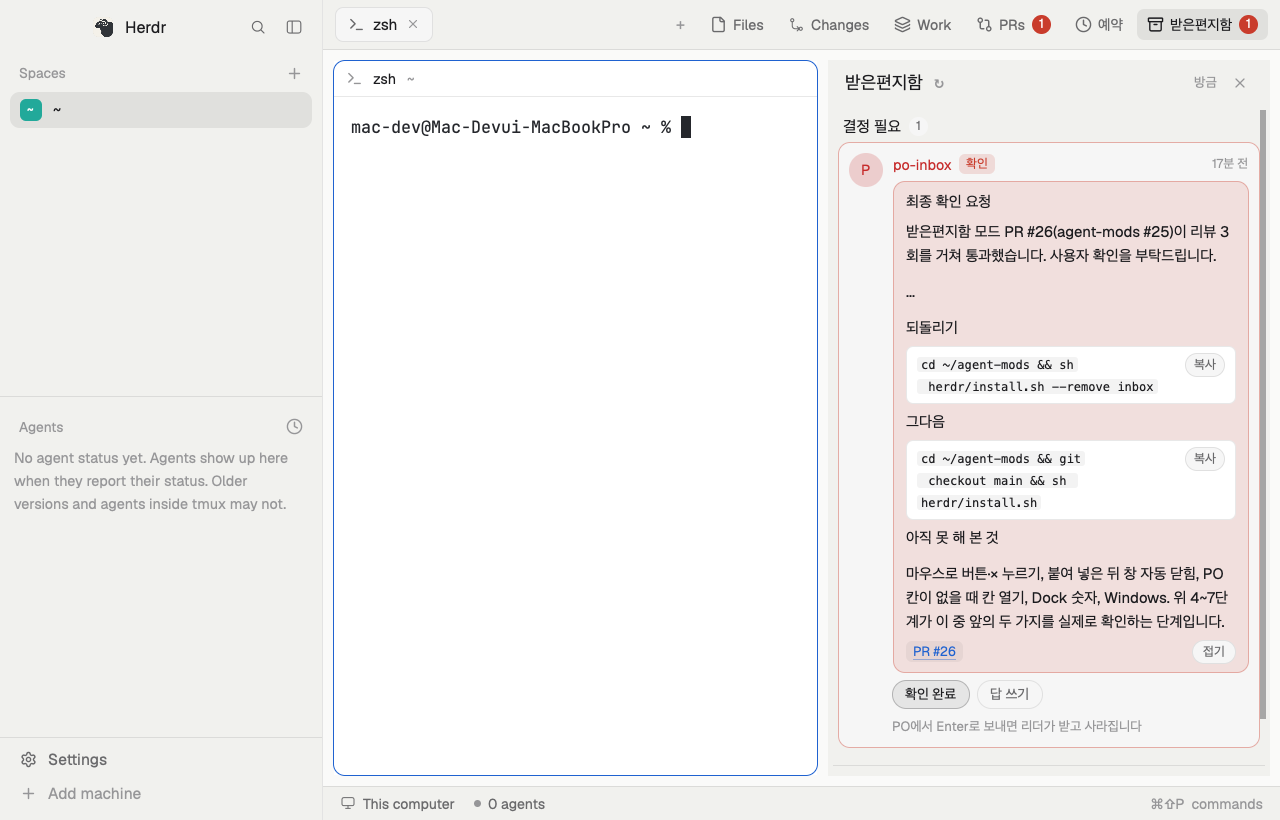 Herdr
Spaces
~ ~
Agents
No agent status yet. Agents show up here
when they report their status. Older
versions and agents inside tmux may not.
Settings
Add machine
zsh
Files
Changes
Work
PRs 1
예약
받은편지함 1
zsh ~
mac-dev@Mac-Devui-MacBookPro ~ %
받은편지함
방금
결정 필요 1
P
po-inbox 확인
17분 전
최종 확인 요청
받은편지함 모드 PR #26(agent-mods #25)이 리뷰 3
회를 거쳐 통과했습니다. 사용자 확인을 부탁드립니다.
...
되돌리기
cd ~/agent-mods && sh
herdr/install.sh --remove inbox
복사
그다음
cd ~/agent-mods && git
checkout main && sh
herdr/install.sh
복사
아직 못 해 본 것
마우스로 버튼·× 누르기, 붙여 넣은 뒤 창 자동 닫힘, PO
칸이 없을 때 칸 열기, Dock 숫자, Windows. 위 4~7단
계가 이 중 앞의 두 가지를 실제로 확인하는 단계입니다.
PR #26
접기
확인 완료
답 쓰기
PO에서 Enter로 보내면 리더가 받고 사라집니다
This computer
0 agents
⌘⇧P commands